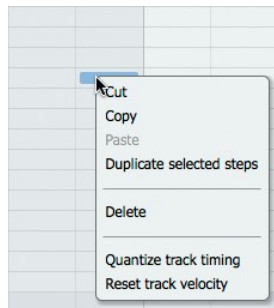 Cut
Copy
Paste
Duplicate selected steps
Delete
Quantize track timing
Reset track velocity